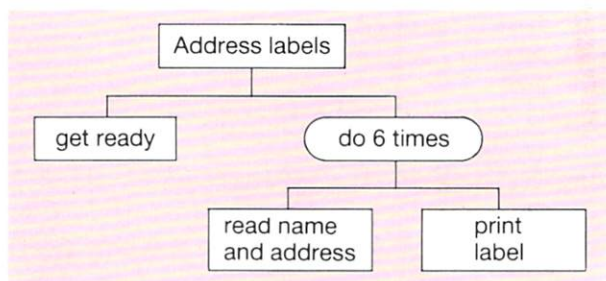 Address labels
get ready
do 6 times
read name
and address
print
label